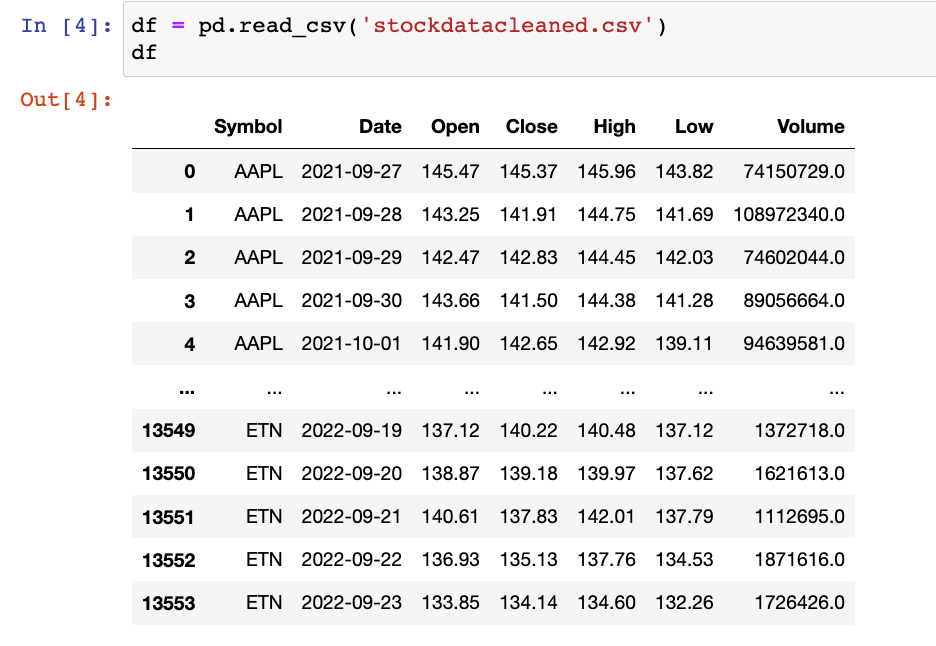 In [4]: df = pd.read_csv('stockdatacleaned.csv')
df
Out[4]:
Symbol Date Open Close High Low Volume
0 AAPL 2021-09-27 145.47 145.37 145.96 143.82 74150729.0
1 AAPL 2021-09-28 143.25 141.91 144.75 141.69 108972340.0
2 AAPL 2021-09-29 142.47 142.83 144.45 142.03 74602044.0
3 AAPL 2021-09-30 143.66 141.50 144.38 141.28 89056664.0
4 AAPL 2021-10-01 141.90 142.65 142.92 139.11 94639581.0
... ... ... ... ... ... ... ...
13549 ETN 2022-09-19 137.12 140.22 140.48 137.12 1372718.0
13550 ETN 2022-09-20 138.87 139.18 139.97 137.62 1621613.0
13551 ETN 2022-09-21 140.61 137.83 142.01 137.79 1112695.0
13552 ETN 2022-09-22 136.93 135.13 137.76 134.53 1871616.0
13553 ETN 2022-09-23 133.85 134.14 134.60 132.26 1726426.0